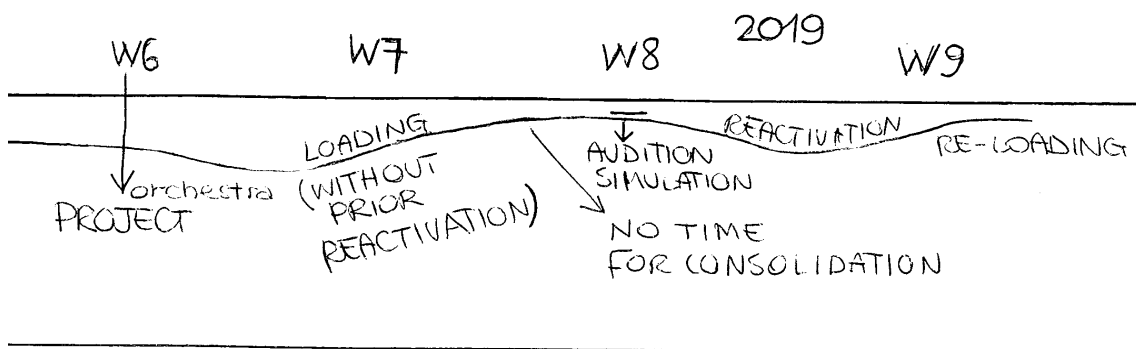 2019
W6 W7 W8 W9
LOADING
(WITHOUT
PRIOR
REACTIVATION)
orchestra
PROJECT
AUDITION
SIMULATION
NO TIME
FOR CONSOLIDATION
REACTIVATION
RE-LOADING